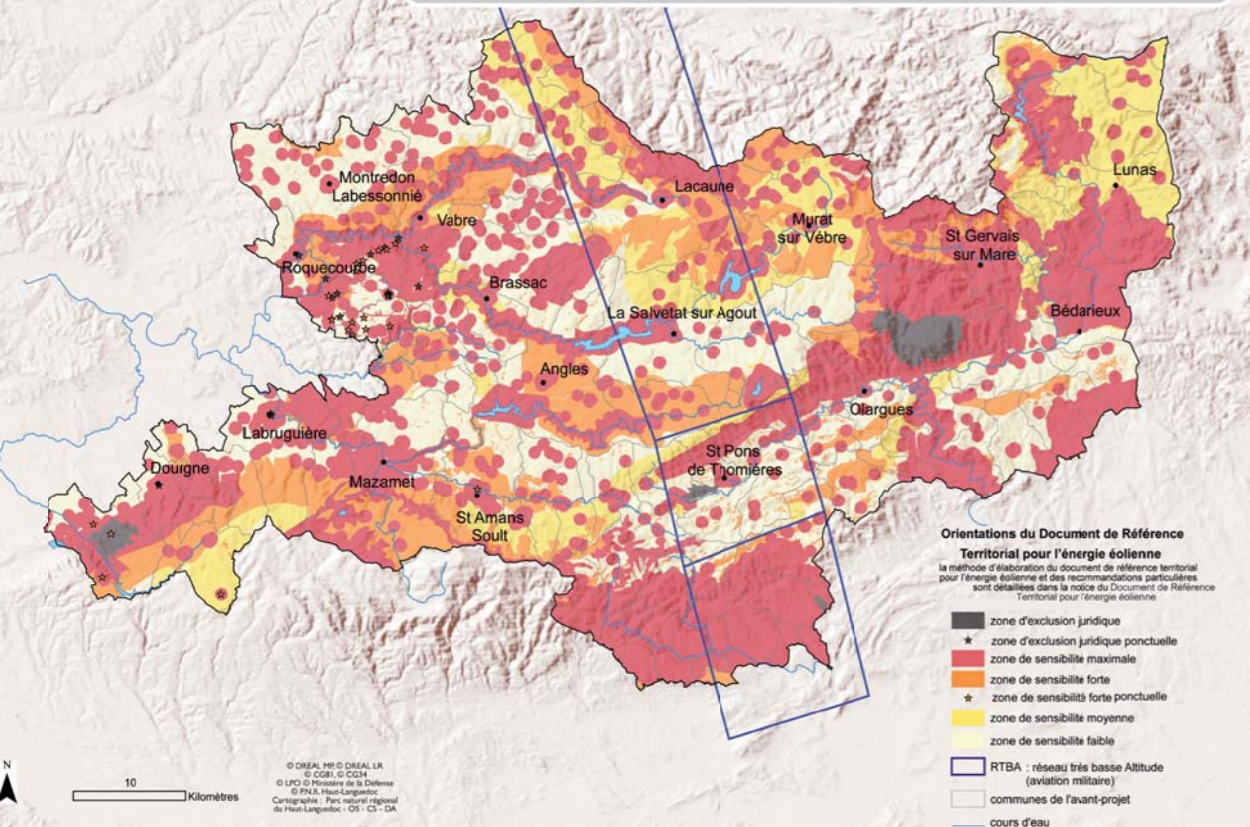 Lacaune
Lunas
Montredon
Labessonnié
Vabre
Murat
sur Vébre
St Gervais
sur Mare
Roquecourbe
Brassac
La Salvetat sur Agout
Bédarieux
Angles
Olargues
Labruguière
St Pons
de Thomières
Dourgne
Mazamet
St Amans
Soult
Orientations du Document de Référence
Territorial pour l'énergie éolienne
la méthode d'élaboration du document de référence territorial
pour l'énergie éolienne et des recommandations particulières
sont détaillées dans la notice du Document de Référence
Territorial pour l'énergie éolienne
zone d'exclusion juridique
zone d'exclusion juridique ponctuelle
zone de sensibilité maximale
zone de sensibilité forte
zone de sensibilité forte ponctuelle
zone de sensibilité moyenne
zone de sensibilité faible
RTBA : réseau très basse Altitude
(aviation militaire)
communes de l'avant-projet
cours d'eau
N
10
Kilomètres
© DREAL MP, © DREAL LR
© CG81, © CG34
© LPO © Ministère de la Défense
© P.N.R. Haut-Languedoc
Cartographie : Parc naturel régional
du Haut-Languedoc - OS - CS - DA